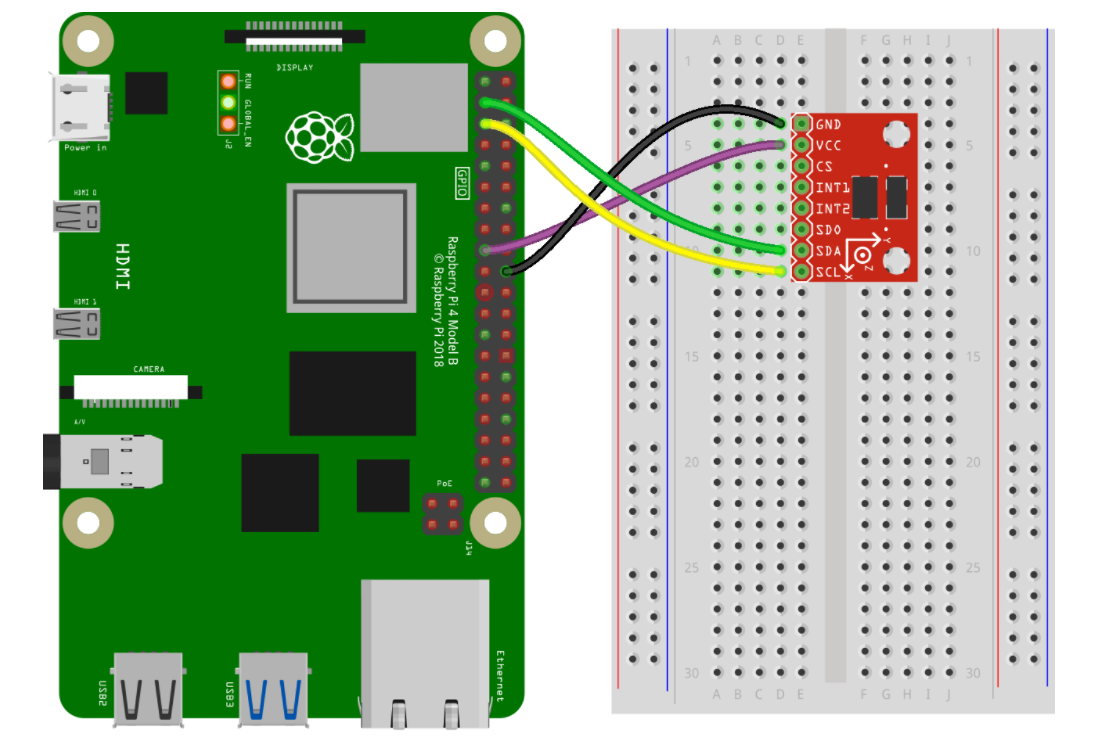 DISPLAY
RUN
GLOBAL_EN
J2
Power in
HDMI 0
HDMI
HDMI 1
GPIO
Raspberry Pi 4 Model B
© Raspberry Pi 2018
CAMERA
A/V
PoE
J14
USB2
USB3
Ethernet
A B C D E F G H I J
1 1
5 5
10 10
15 15
20 20
25 25
30 30
A B C D E F G H I J
GND
VCC
CS
INT1
INT2
SDO
SDA
SCL
Y
Z
X